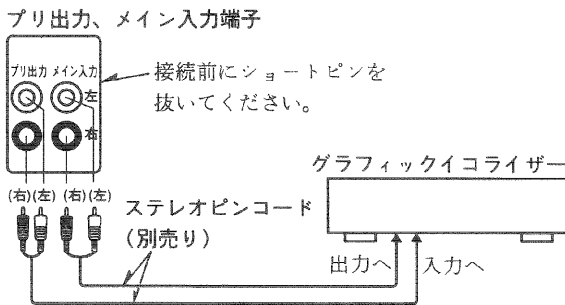 プリ出力、メイン入力端子
プリ出力 メイン入力
左
右
接続前にショートピンを
抜いてください。
(右)(左) (右)(左)
ステレオピンコード
(別売り)
グラフィックイコライザー
出力へ
入力へ